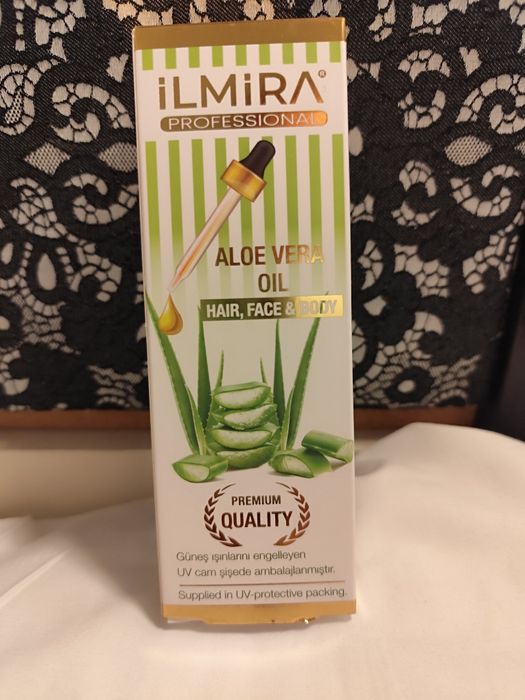 iLMiRA®
PROFESSIONAL
ALOE VERA
OIL
HAIR, FACE & BODY
PREMIUM
QUALITY
Güneş ışınlarını engelleyen
UV cam şişede ambalajlanmıştır.
Supplied in UV-protective packing.